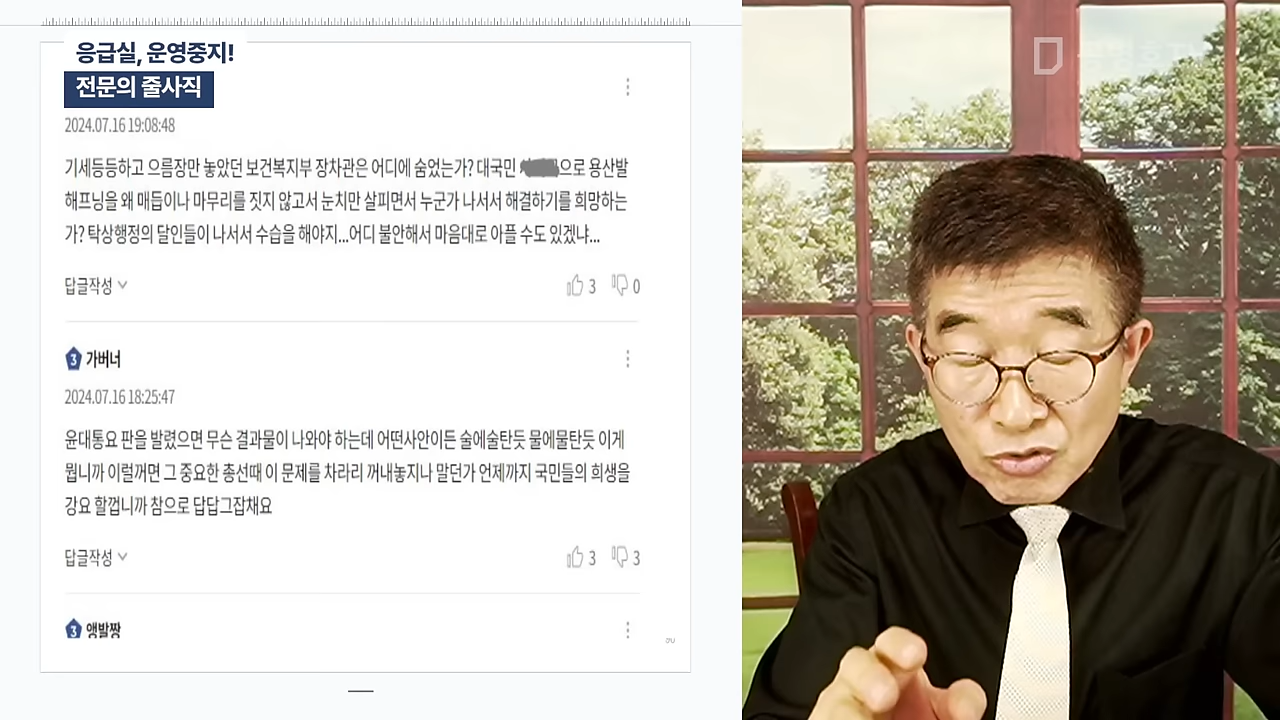 응급실, 운영중지!
전문의 줄사직
2024.07.16 19:08:48
기세등등하고 으름장만 놓았던 보건복지부 장차관은 어디에 숨었는가? 대국민 으로 용산발
해프닝을 왜 매듭이나 마무리를 짓지 않고서 눈치만 살피면서 누군가 나서서 해결하기를 희망하는
가? 탁상행정의 달인들이 나서서 수습을 해야지...어디 불안해서 마음대로 아플 수도 있겠냐...
답글작성
3 0
3 가버너
2024.07.16 18:25:47
윤대통요 판을 발렸으면 무슨 결과물이 나와야 하는데 어떤사안이든 술에술탄듯 물에물탄듯 이게
뭡니까 이럴꺼면 그 중요한 총선때 이 문제를 차라리 꺼내놓지나 말던가 언제까지 국민들의 희생을
강요 할껍니까 참으로 답답그잡채요
답글작성
3 3
3 앵발짱